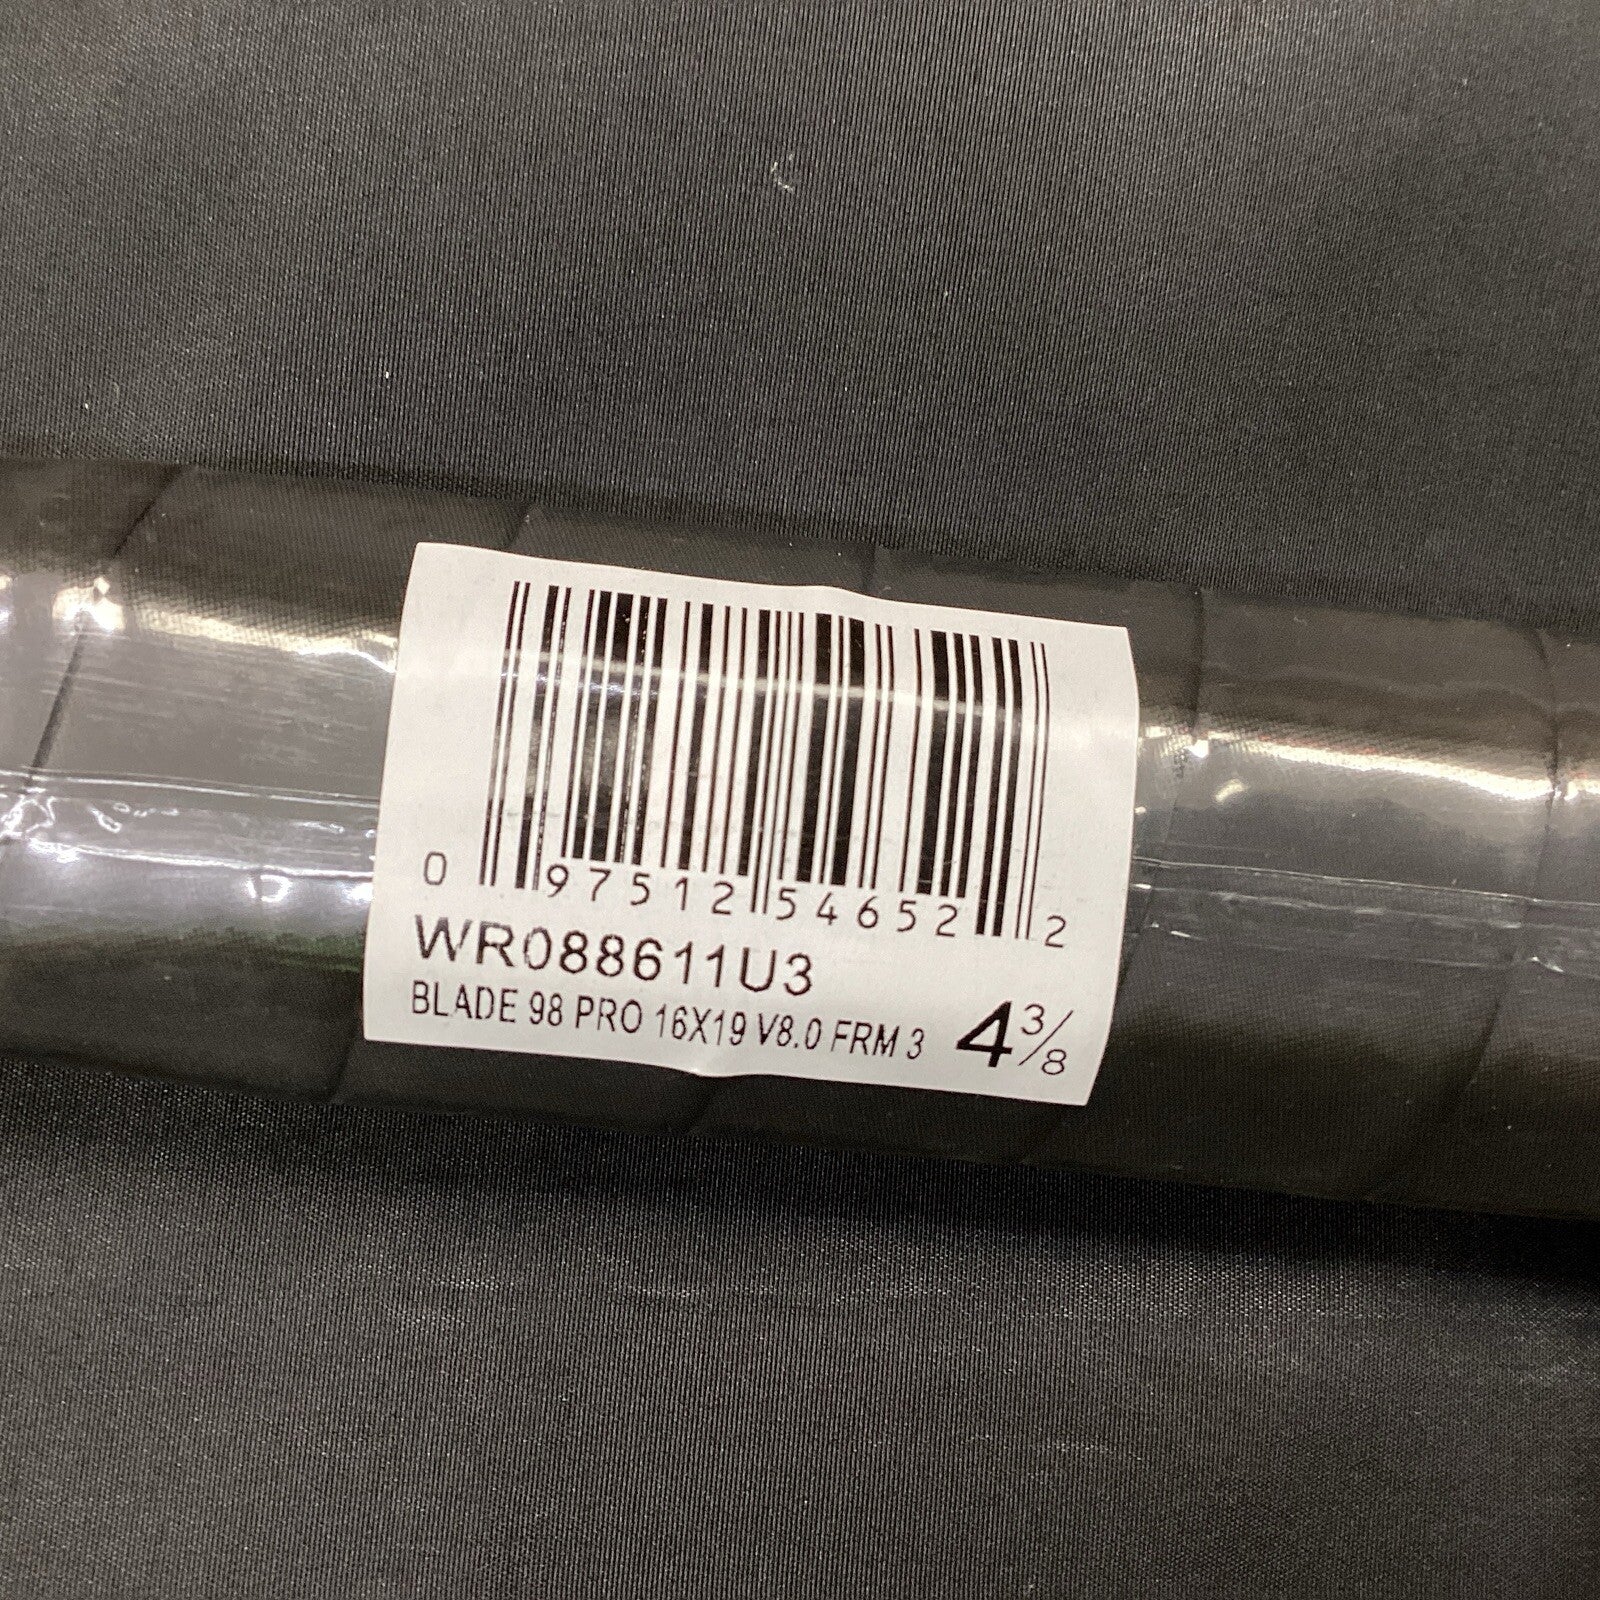 0 97512 54652 2
WR088611U3
BLADE 98 PRO 16X19 V8.0 FRM 3 4 3/8